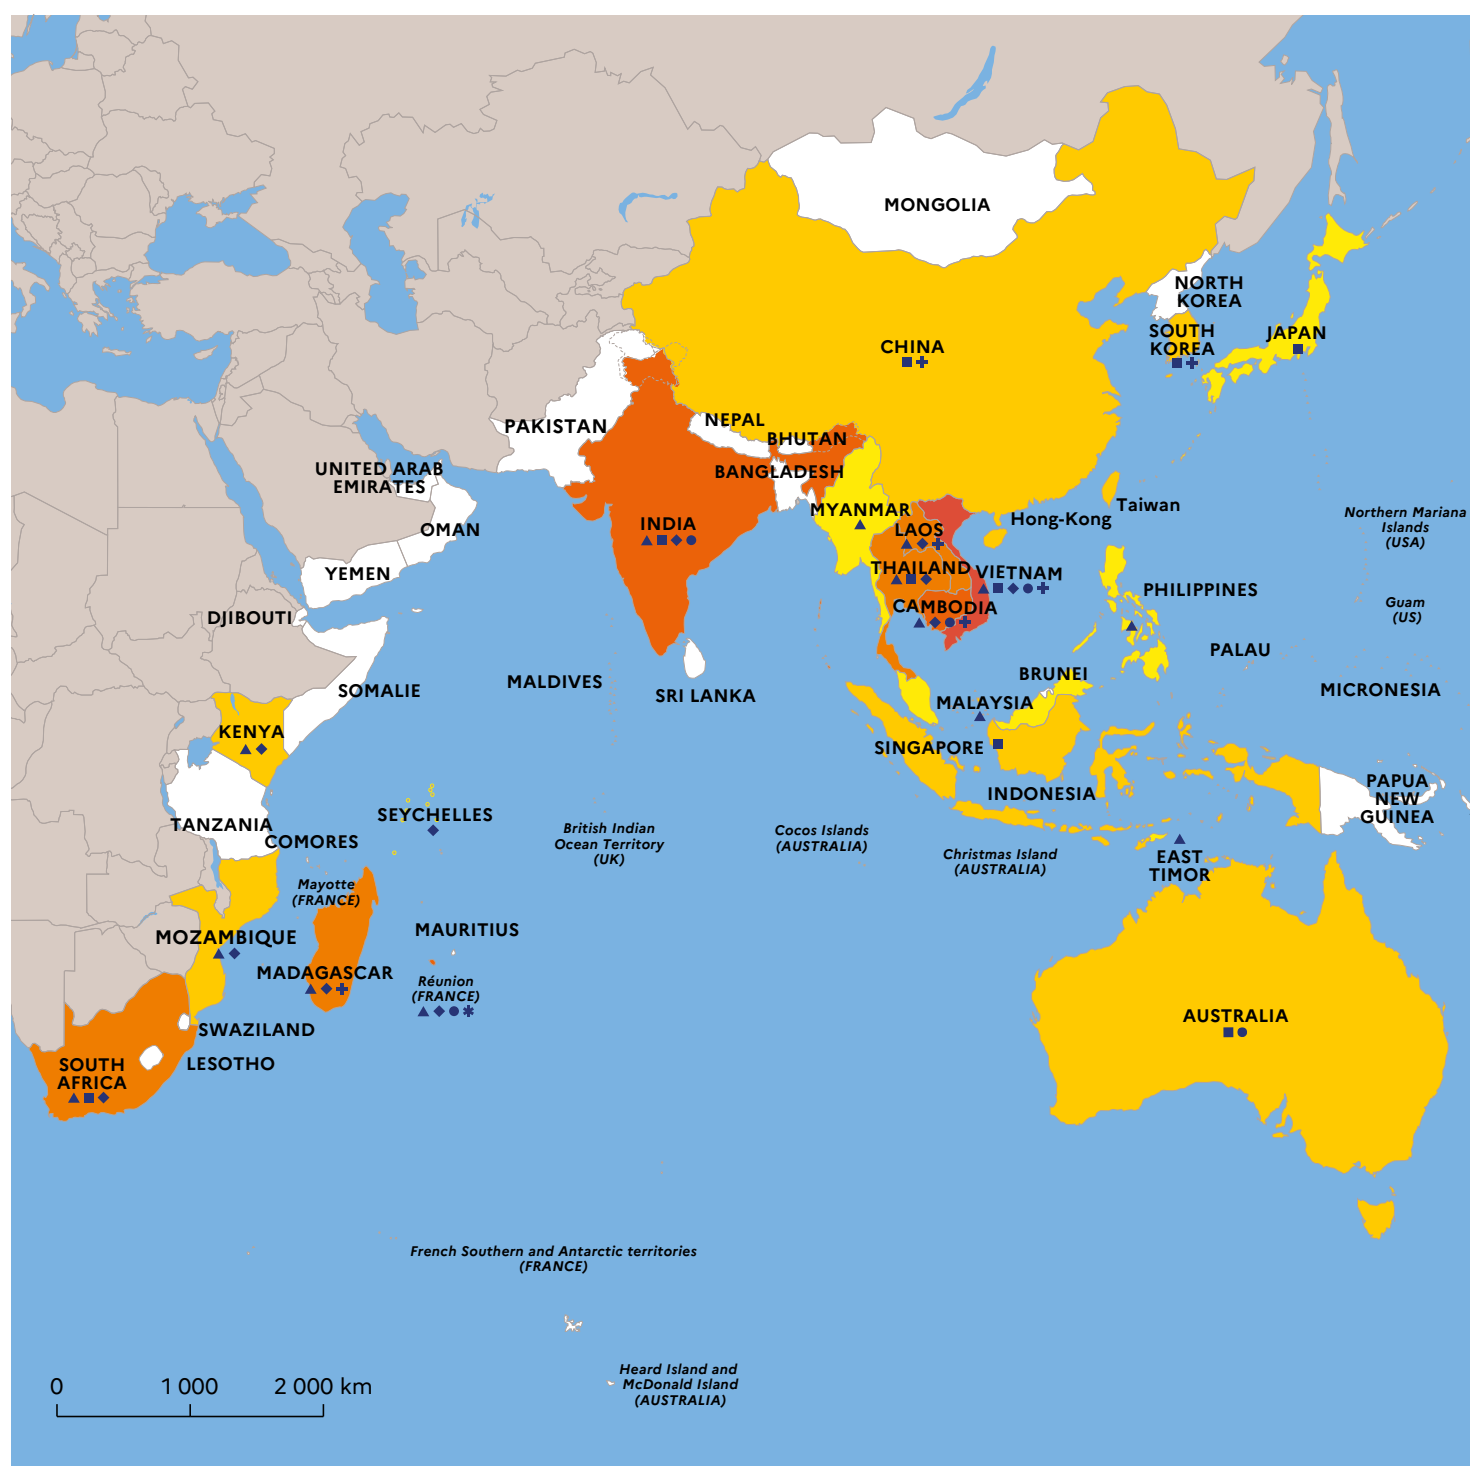 MONGOLIA
NORTH
KOREA
SOUTH
KOREA
JAPAN
CHINA
PAKISTAN
NEPAL
BHUTAN
BANGLADESH
UNITED ARAB
EMIRATES
OMAN
YEMEN
INDIA
MYANMAR
LAOS
Hong-Kong
Taiwan
Northern Mariana
Islands
(USA)
THAILAND
VIETNAM
CAMBODIA
PHILIPPINES
Guam
(US)
DJIBOUTI
SOMALIE
MALDIVES
SRI LANKA
BRUNEI
PALAU
MICRONESIA
MALAYSIA
KENYA
SINGAPORE
INDONESIA
PAPUA
NEW
GUINEA
TANZANIA
COMORES
SEYCHELLES
British Indian
Ocean Territory
(UK)
Cocos Islands
(AUSTRALIA)
Christmas Island
(AUSTRALIA)
EAST
TIMOR
Mayotte
(FRANCE)
MOZAMBIQUE
MAURITIUS
MADAGASCAR
Réunion
(FRANCE)
SWAZILAND
LESOTHO
SOUTH
AFRICA
AUSTRALIA
French Southern and Antarctic territories
(FRANCE)
Heard Island and
McDonald Island
(AUSTRALIA)
0 1 000 2 000 km